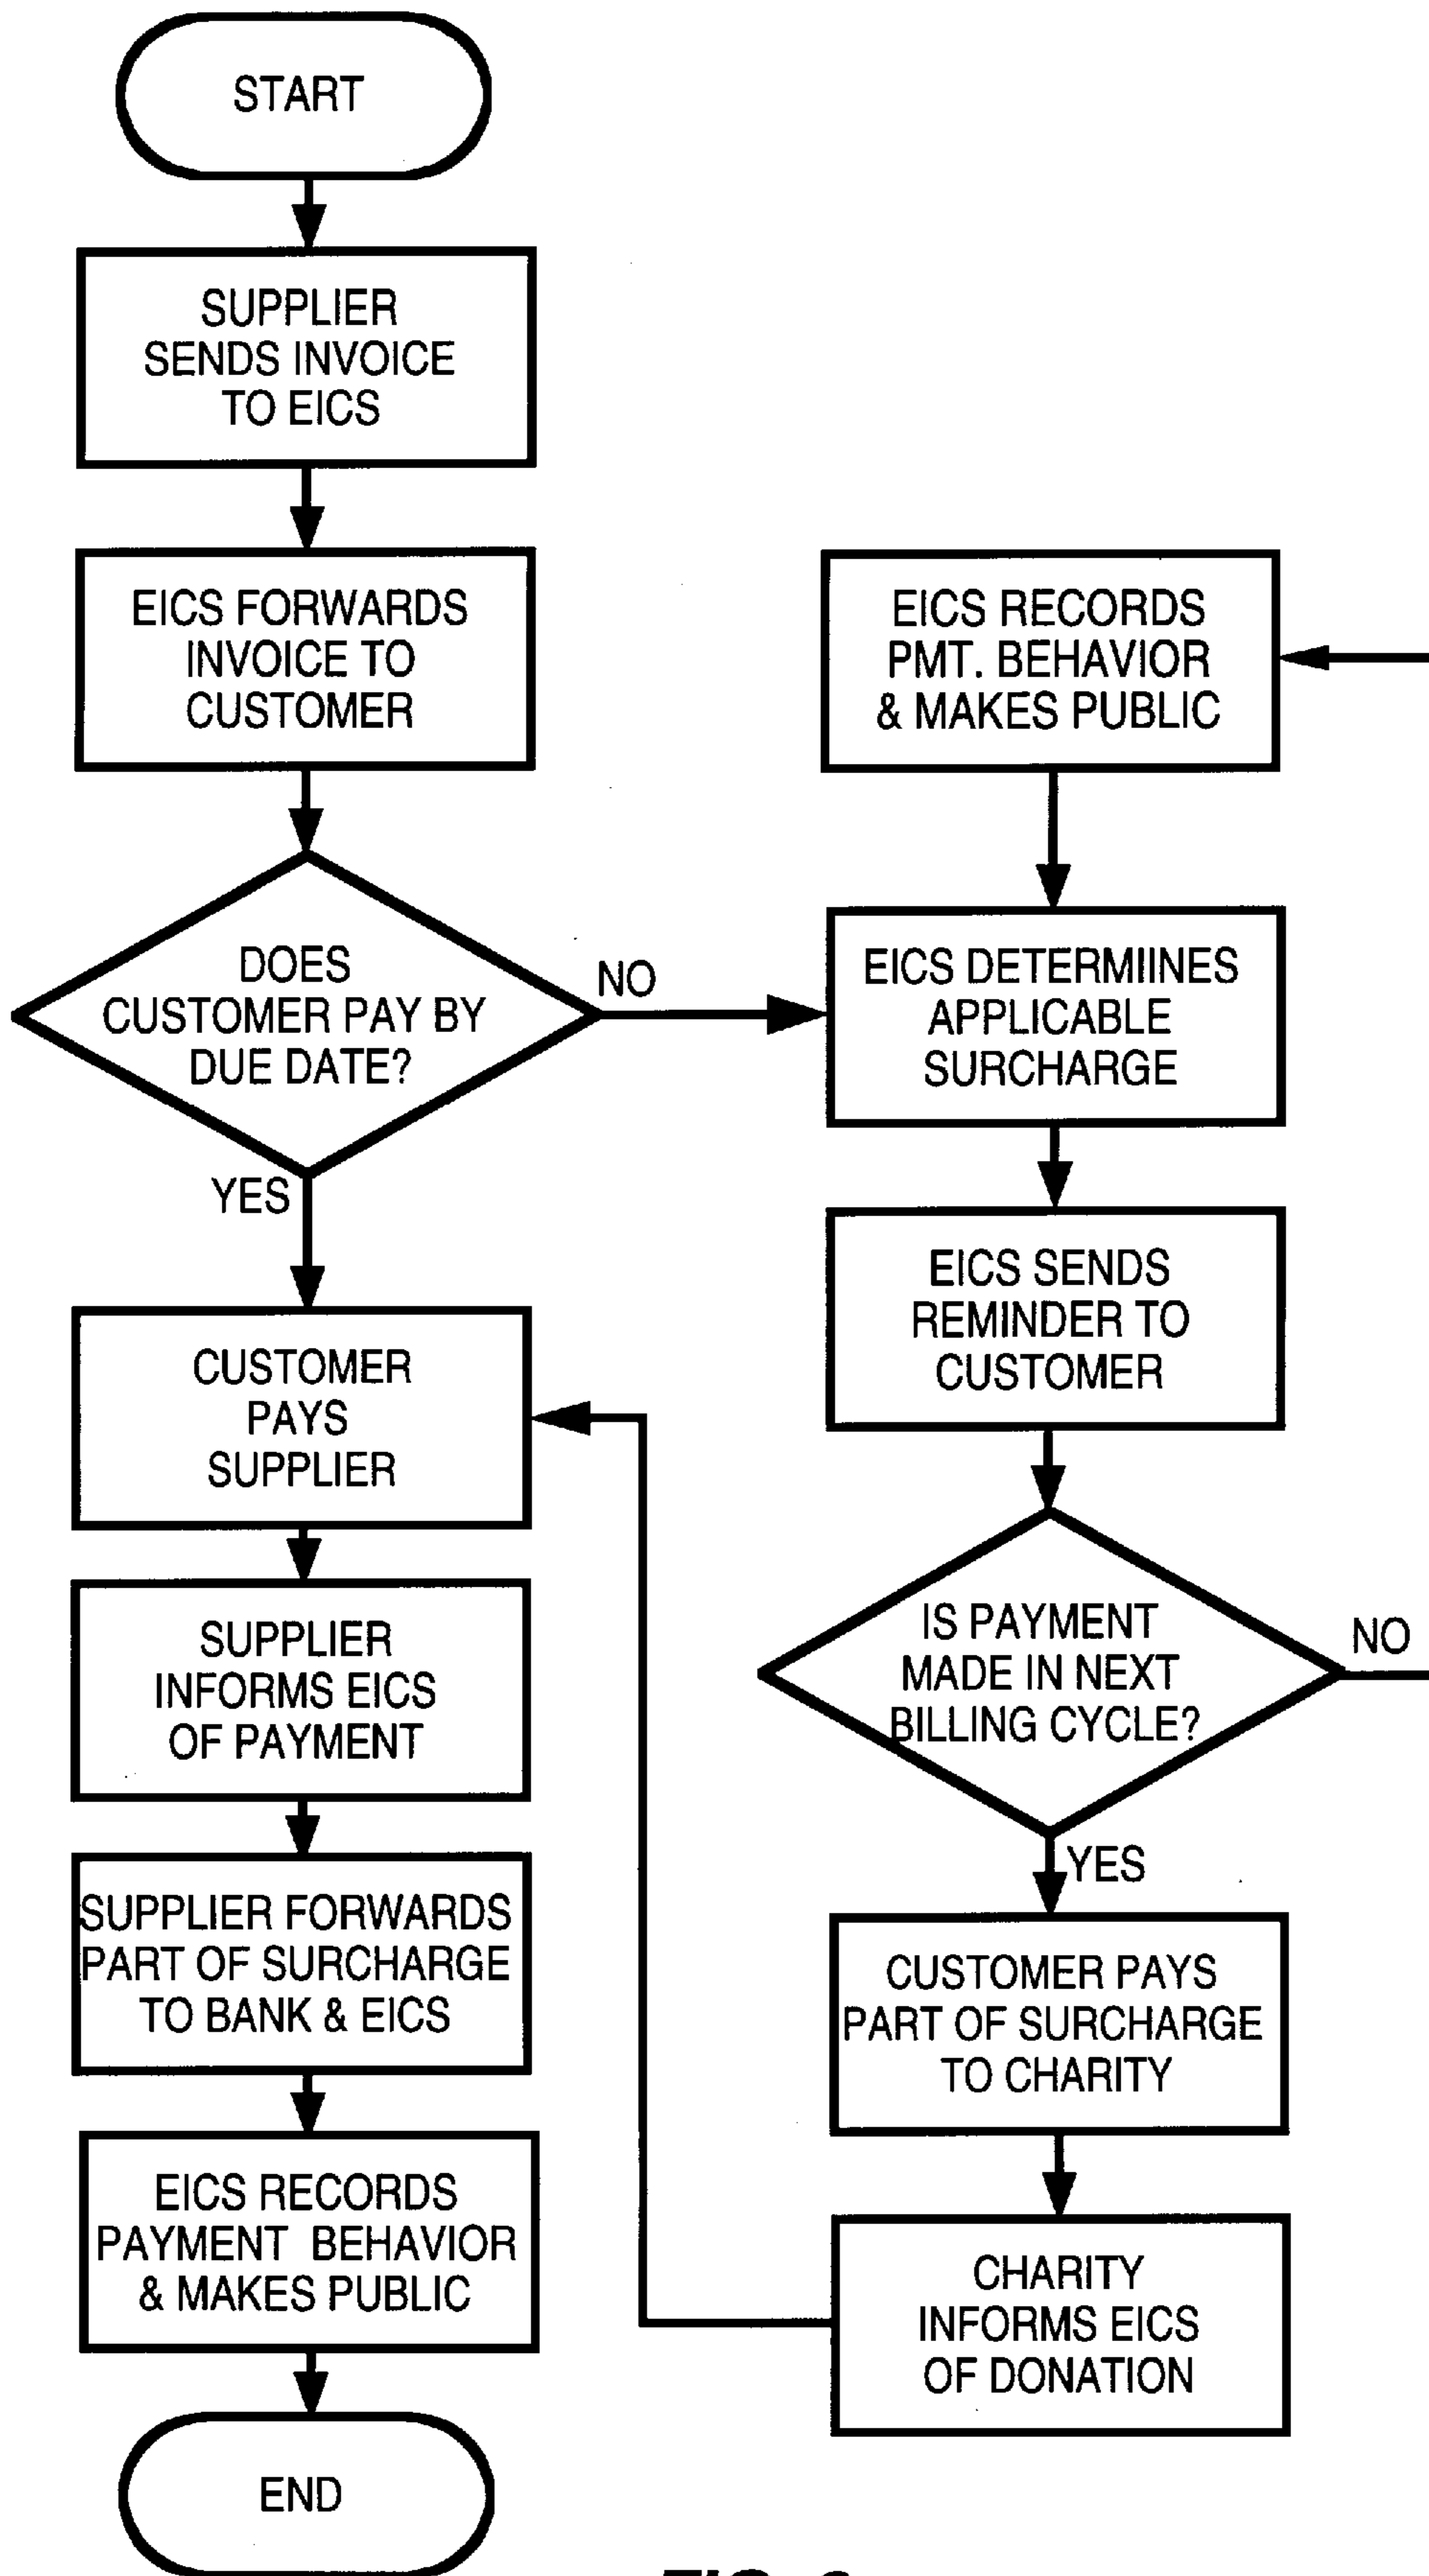 START
SUPPLIER
SENDS INVOICE
TO EICS
EICS FORWARDS
INVOICE TO
CUSTOMER
DOES
CUSTOMER PAY BY
DUE DATE?
NO
YES
CUSTOMER
PAYS
SUPPLIER
SUPPLIER
INFORMS EICS
OF PAYMENT
SUPPLIER FORWARDS
PART OF SURCHARGE
TO BANK & EICS
EICS RECORDS
PAYMENT BEHAVIOR
& MAKES PUBLIC
END
EICS RECORDS
PMT. BEHAVIOR
& MAKES PUBLIC
EICS DETERMIINES
APPLICABLE
SURCHARGE
EICS SENDS
REMINDER TO
CUSTOMER
IS PAYMENT
MADE IN NEXT
BILLING CYCLE?
NO
YES
CUSTOMER PAYS
PART OF SURCHARGE
TO CHARITY
CHARITY
INFORMS EICS
OF DONATION